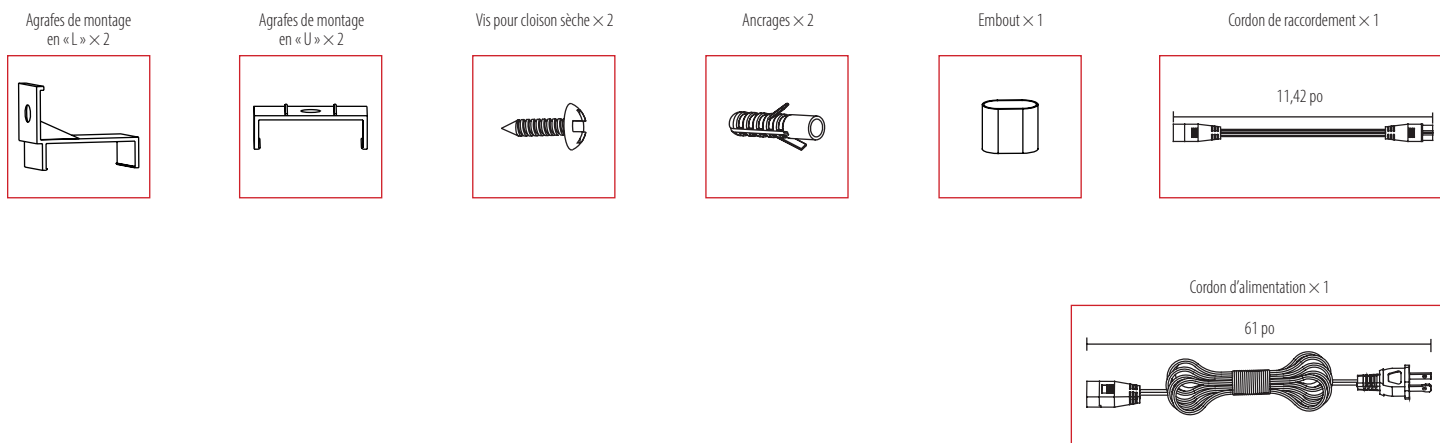 Agrafes de montage
en « L » × 2
Agrafes de montage
en « U » × 2
Vis pour cloison sèche × 2
Ancrages × 2
Embout × 1
Cordon de raccordement × 1
11,42 po
Cordon d'alimentation × 1
61 po